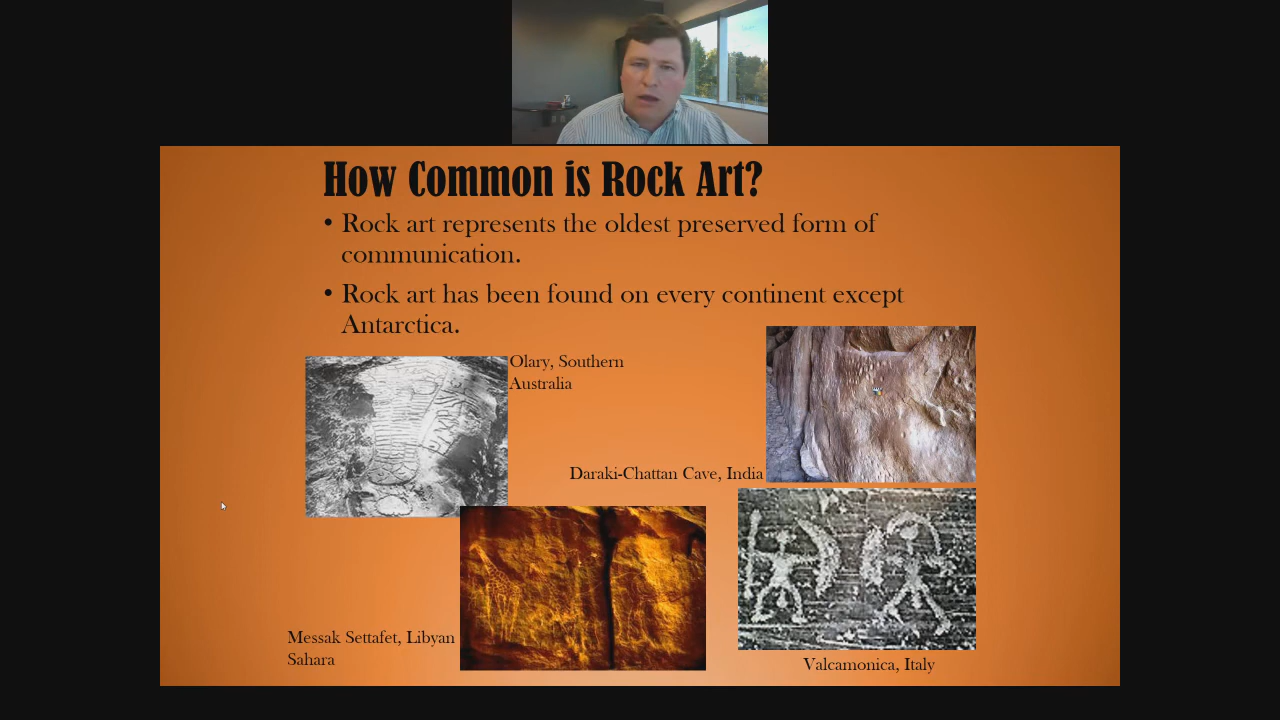 How Common is Rock Art?
• Rock art represents the oldest preserved form of
communication.
• Rock art has been found on every continent except
Antarctica.
Olary, Southern
Australia
Daraki-Chattan Cave, India
Messak Settafet, Libyan
Sahara
Valcamonica, Italy